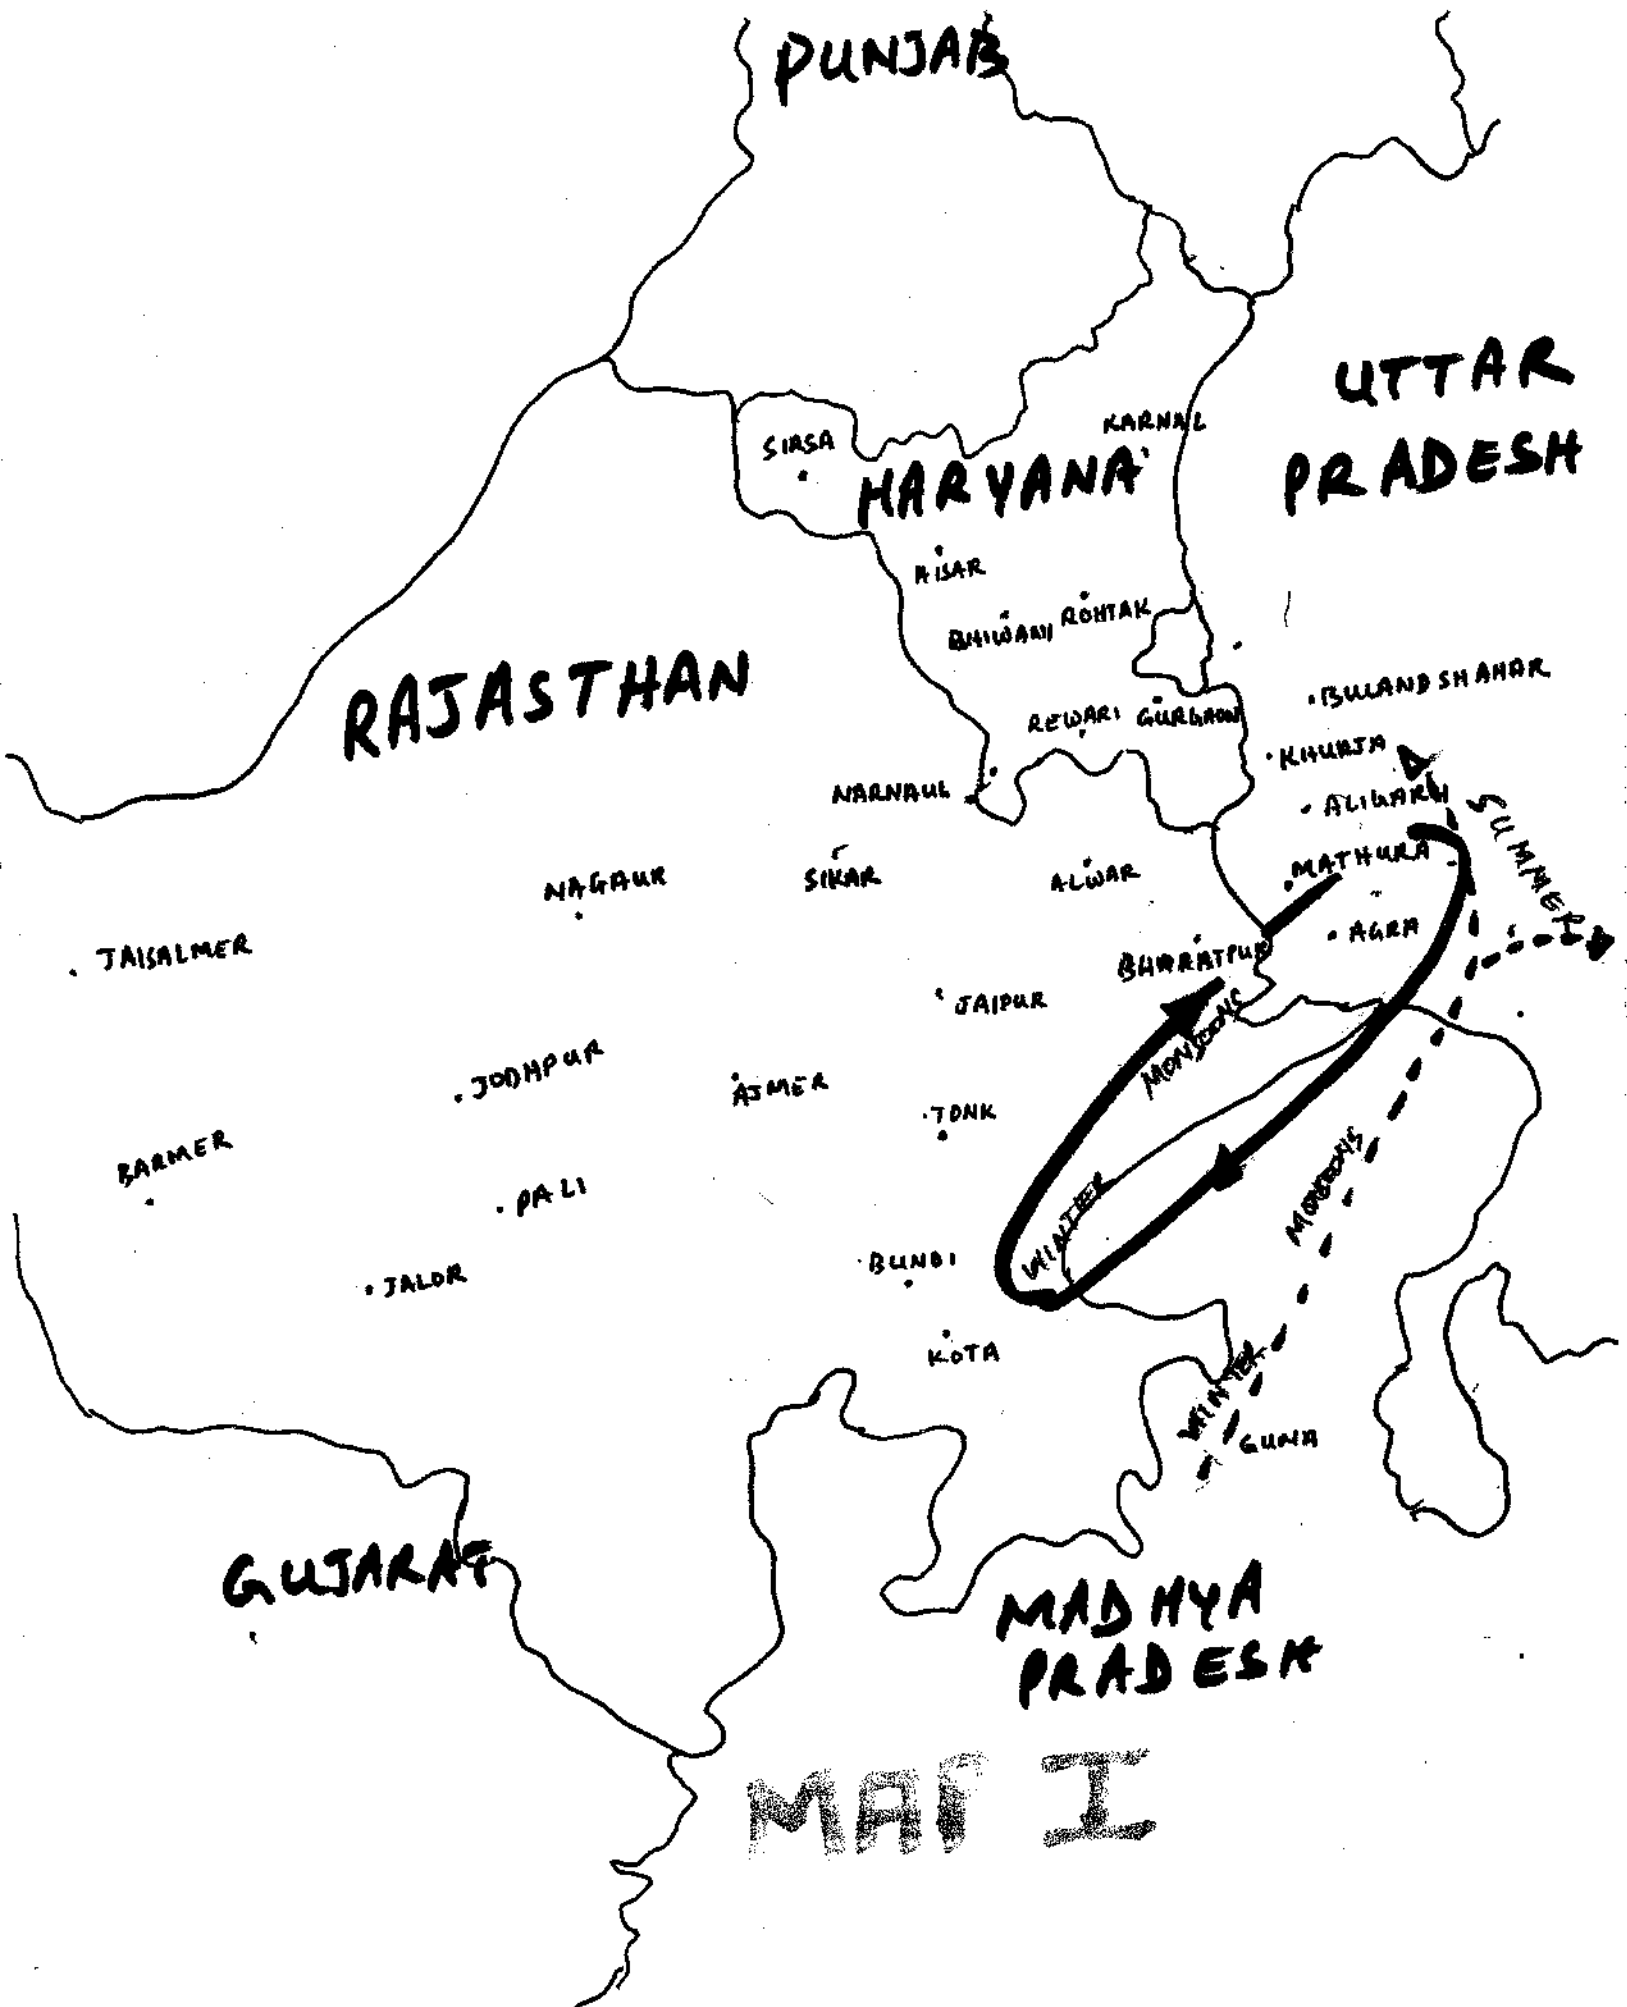 PUNJAB
UTTAR
PRADESH
KARNAL
SIRSA
HARYANA
HISAR
BHIWANI
ROHTAK
RAJASTHAN
BULANDSHAHAR
REWARI
GURGAON
KHURJA
NARNAUL
ALIGARH
SUMMER
MATHURA
NAGAUR
SIKAR
ALWAR
AGRA
JAISALMER
BHARATPUR
JAIPUR
MONSOONS
JODHPUR
AJMER
TONK
BARMER
PALI
MONSOONS
WINTER
JALOR
BUNDI
KOTA
WINTER
GUNA
GUJARAT
MADHYA
PRADESH
MAP I